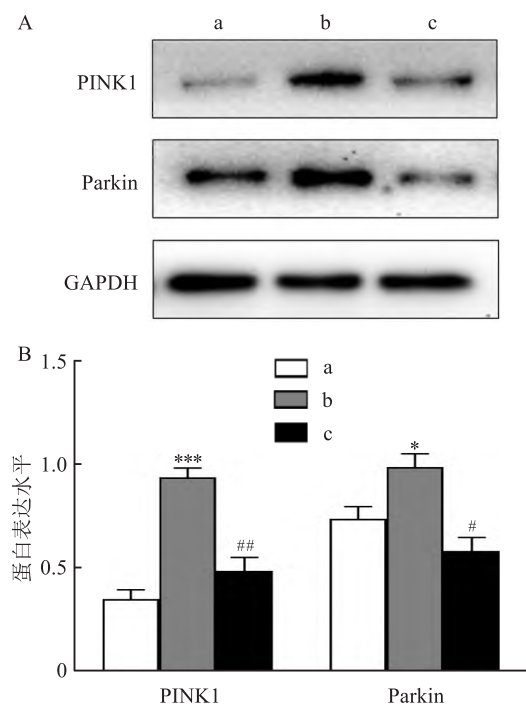 A
a b c
PINK1
Parkin
GAPDH
B
1.5
a
b
c
1.0
0.5
0
蛋白表达水平
***
##
*
#
PINK1 Parkin